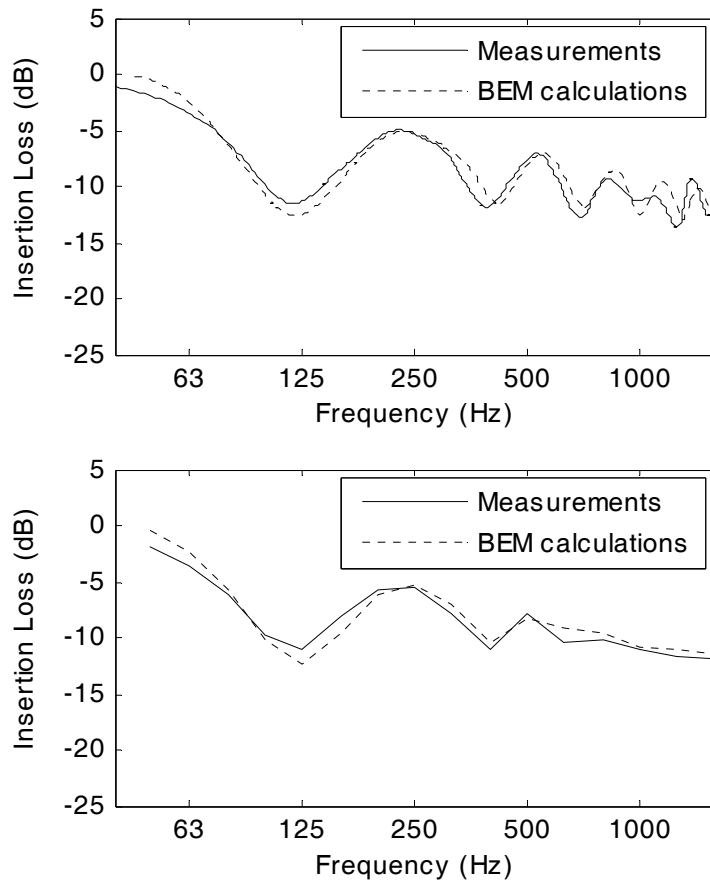 5
0
-5
-10
-15
-20
-25
Insertion Loss (dB)
Measurements
BEM calculations
63 125 250 500 1000
Frequency (Hz)
5
0
-5
-10
-15
-20
-25
Insertion Loss (dB)
Measurements
BEM calculations
63 125 250 500 1000
Frequency (Hz)